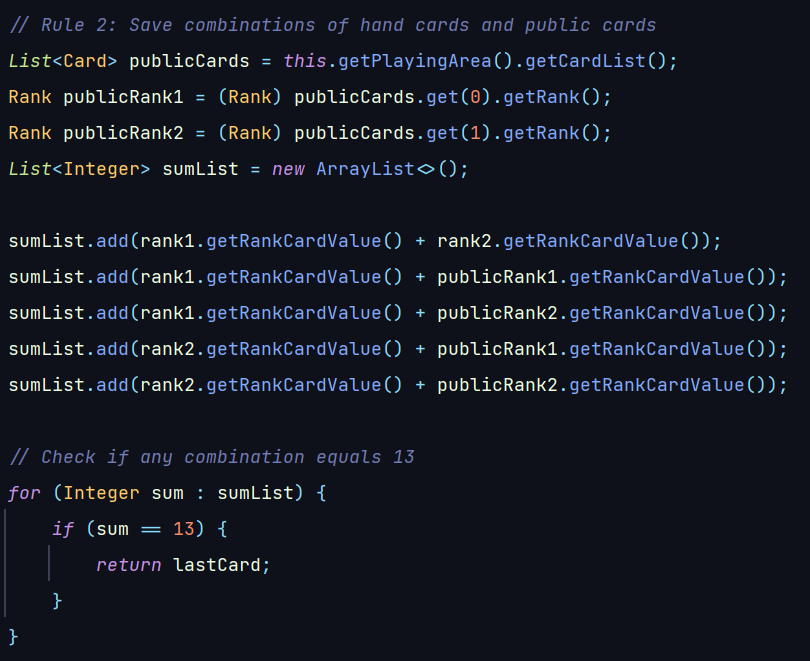 // Rule 2: Save combinations of hand cards and public cards
List<Card> publicCards = this.getPlayingArea().getCardList();
Rank publicRank1 = (Rank) publicCards.get(0).getRank();
Rank publicRank2 = (Rank) publicCards.get(1).getRank();
List<Integer> sumList = new ArrayList<>();
sumList.add(rank1.getRankCardValue() + rank2.getRankCardValue());
sumList.add(rank1.getRankCardValue() + publicRank1.getRankCardValue());
sumList.add(rank1.getRankCardValue() + publicRank2.getRankCardValue());
sumList.add(rank2.getRankCardValue() + publicRank1.getRankCardValue());
sumList.add(rank2.getRankCardValue() + publicRank2.getRankCardValue());
// Check if any combination equals 13
for (Integer sum : sumList) {
if (sum == 13) {
return lastCard;
}
}